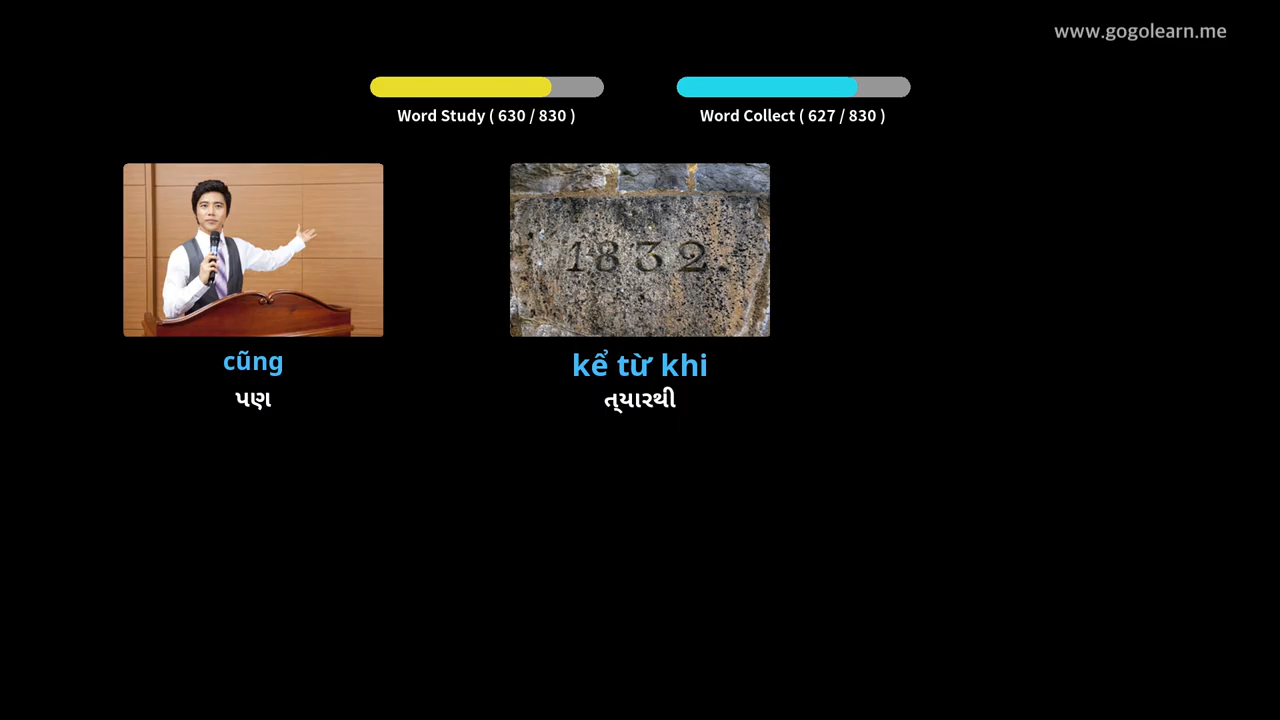 www.gogolearn.me
Word Study ( 630 / 830 )
Word Collect ( 627 / 830 )
1832.
cũng
પણ
kể từ khi
ત્યારથી